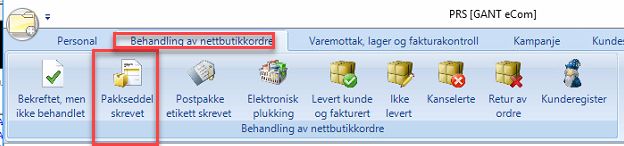 PRS [GANT eCom]
Personal Behandling av nettbutikkordre Varemottak, lager og fakturakontroll Kampanje Kundes
Bekreftet, men ikke behandlet
Pakkseddel skrevet
Postpakke etikett skrevet
Elektronisk plukking
Levert kunde og fakturert
Ikke levert
Kanselerte
Retur av ordre
Kunderegister
Behandling av nettbutikkordre